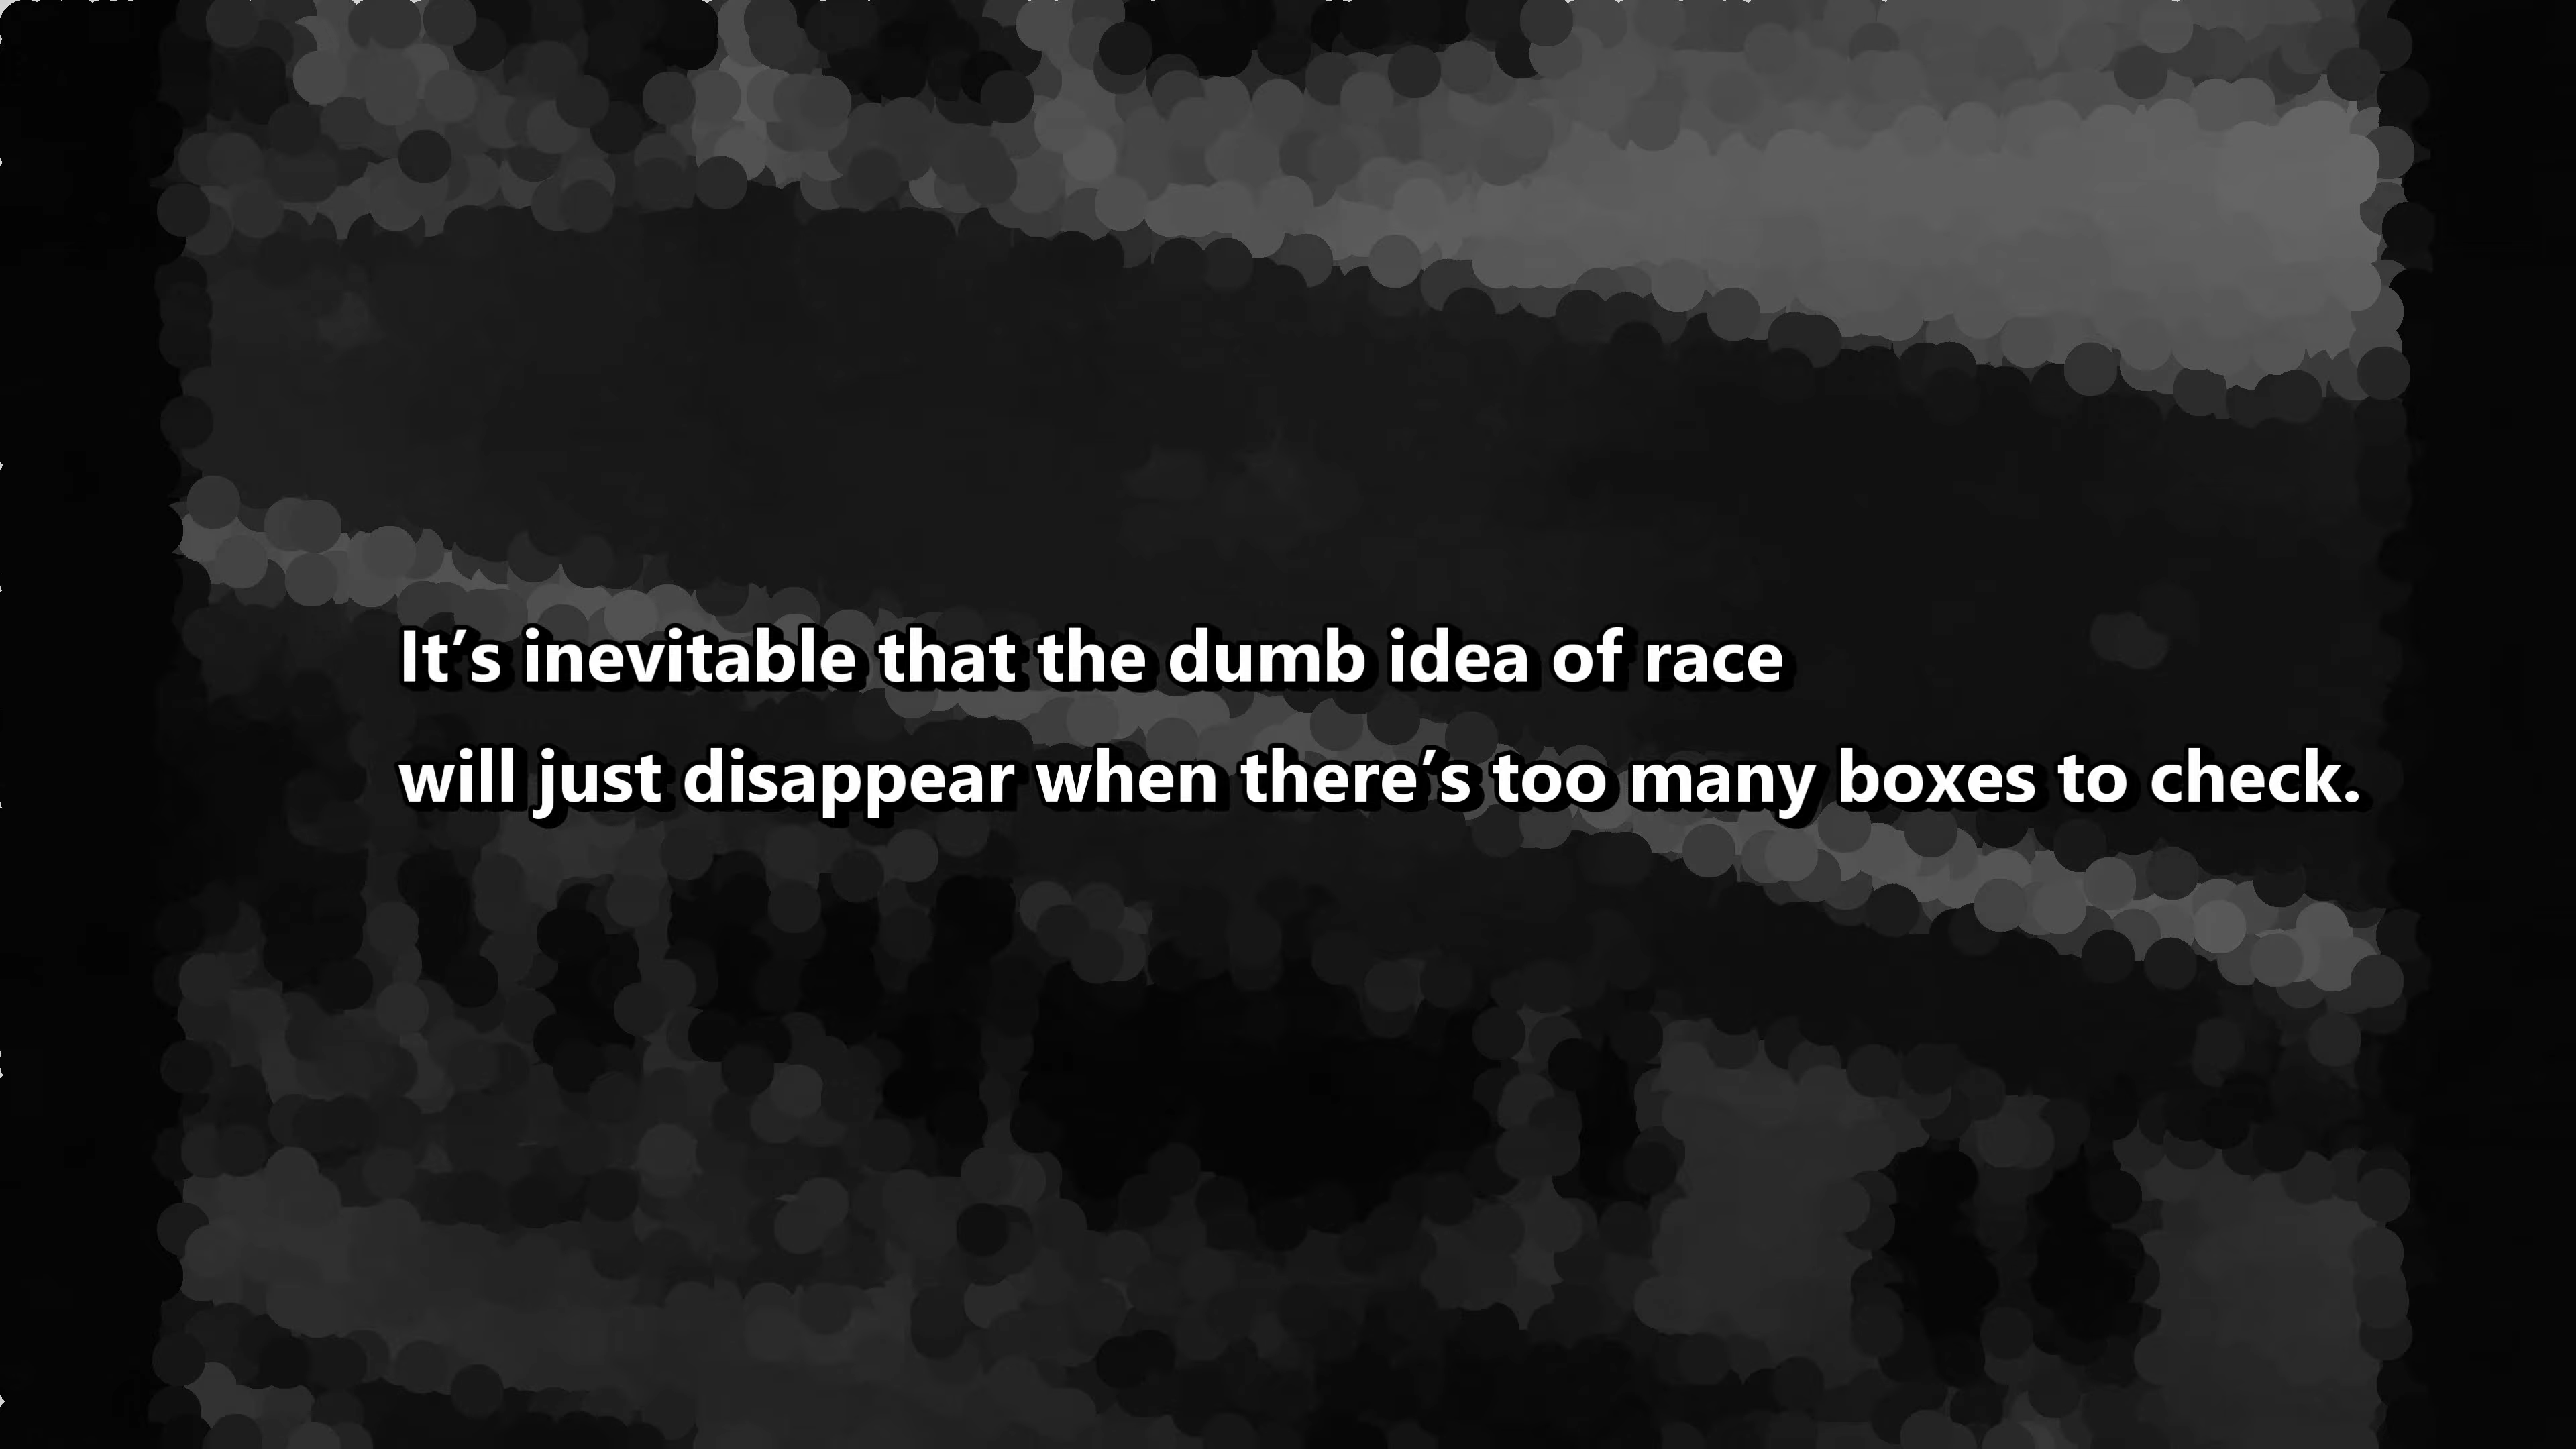 It’s inevitable that the dumb idea of race
will just disappear when there’s too many boxes to check.